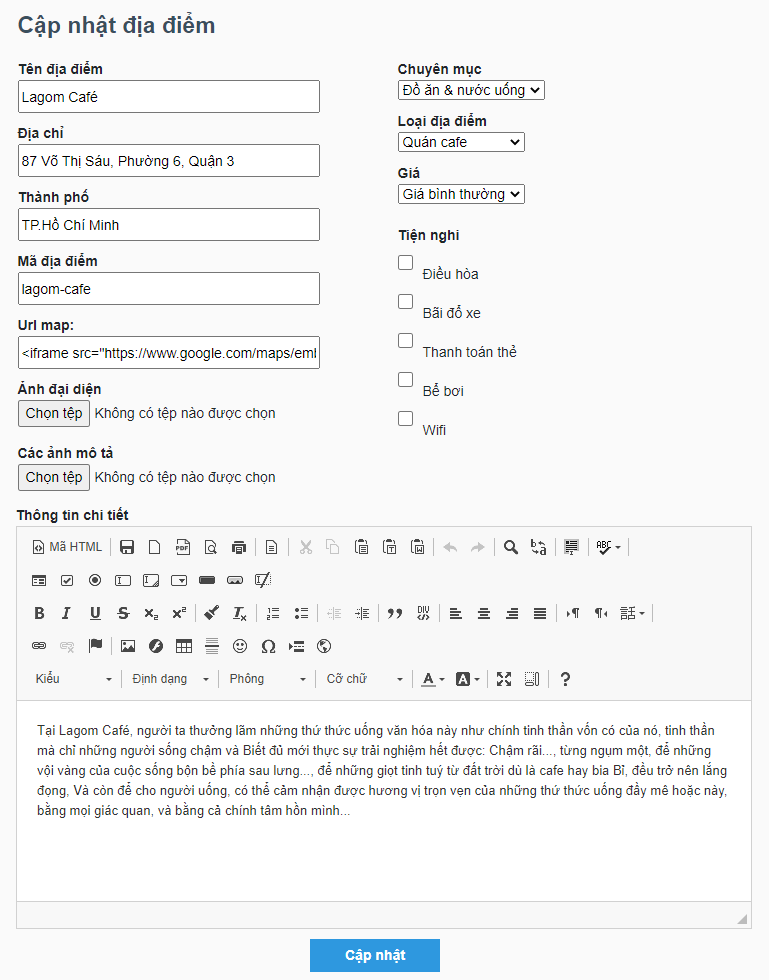 Cập nhật địa điểm
Tên địa điểm
Lagom Café
Địa chỉ
87 Võ Thị Sáu, Phường 6, Quận 3
Thành phố
TP.Hồ Chí Minh
Mã địa điểm
lagom-cafe
Url map:
<iframe src="https://www.google.com/maps/eml
Ảnh đại diện
Chọn tệp Không có tệp nào được chọn
Các ảnh mô tả
Chọn tệp Không có tệp nào được chọn
Chuyên mục
Đồ ăn & nước uống
Loại địa điểm
Quán cafe
Giá
Giá bình thường
Tiện nghi
Điều hòa
Bãi đổ xe
Thanh toán thẻ
Bể bơi
Wifi
Thông tin chi tiết
Mã HTML
Kiểu Định dạng Phông Cỡ chữ
Tại Lagom Café, người ta thưởng lãm những thứ thức uống văn hóa này như chính tinh thần vốn có của nó, tinh thần
mà chỉ những người sống chậm và Biết đủ mới thực sự trải nghiệm hết được: Chậm rãi..., từng ngụm một, để những
vội vàng của cuộc sống bộn bề phía sau lưng..., để những giọt tinh tuý từ đất trời dù là cafe hay bia Bỉ, đều trở nên lắng
đọng, Và còn để cho người uống, có thể cảm nhận được hương vị trọn vẹn của những thứ thức uống đầy mê hoặc này,
bằng mọi giác quan, và bằng cả chính tâm hồn mình...
Cập nhật